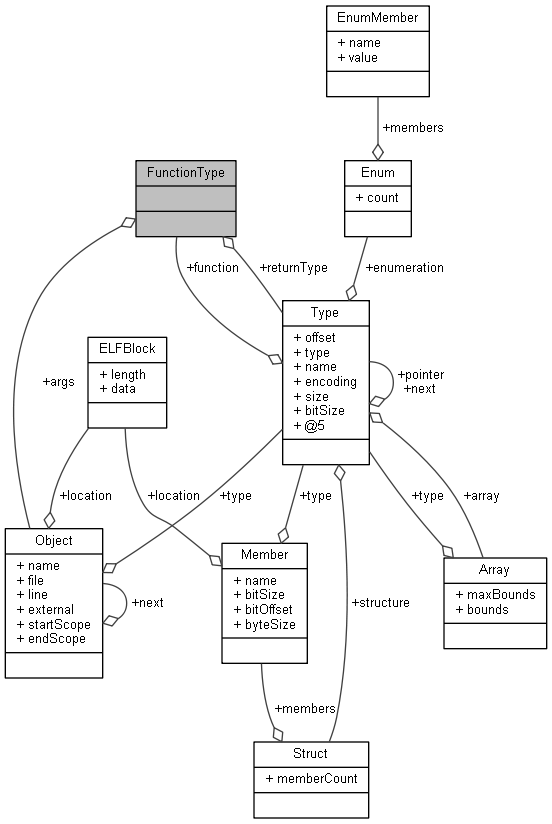 EnumMember
+ name
+ value
+members
FunctionType
Enum
+ count
+function
+returnType
+enumeration
Type
+ offset
+ type
+ name
+ encoding
+ size
+ bitSize
+ @5
+pointer
+next
ELFBlock
+ length
+ data
+args
+location
+location
+type
+type
+type
+array
Object
+ name
+ file
+ line
+ external
+ startScope
+ endScope
+next
Member
+ name
+ bitSize
+ bitOffset
+ byteSize
+structure
Array
+ maxBounds
+ bounds
+members
Struct
+ memberCount